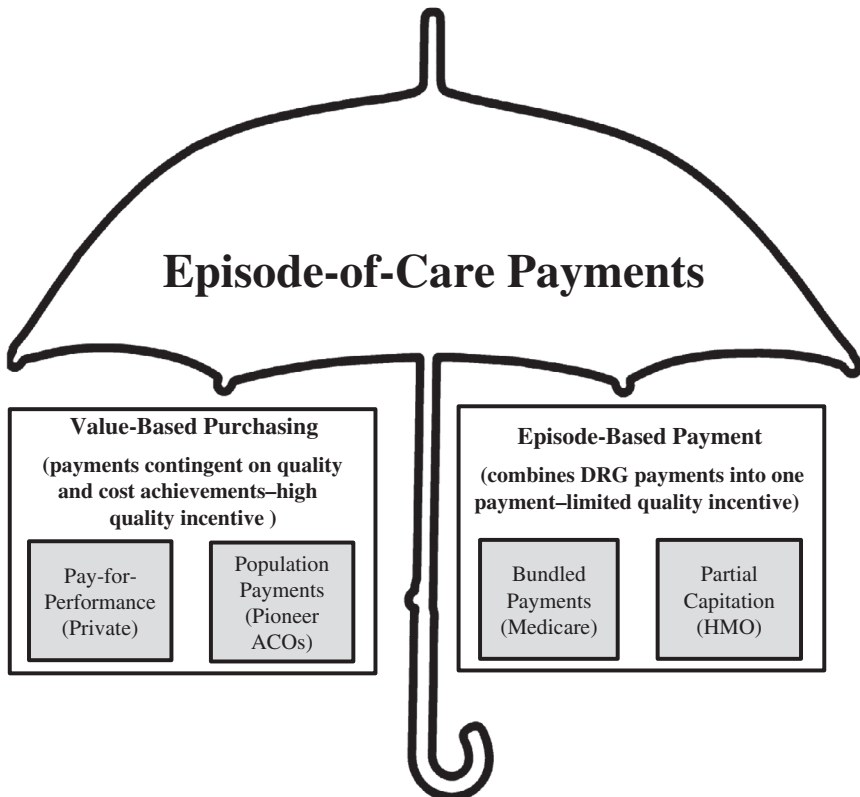 Episode-of-Care Payments
Value-Based Purchasing
(payments contingent on quality
and cost achievements–high
quality incentive )
Pay-for-
Performance
(Private)
Population
Payments
(Pioneer
ACOs)
Episode-Based Payment
(combines DRG payments into one
payment–limited quality incentive)
Bundled
Payments
(Medicare)
Partial
Capitation
(HMO)